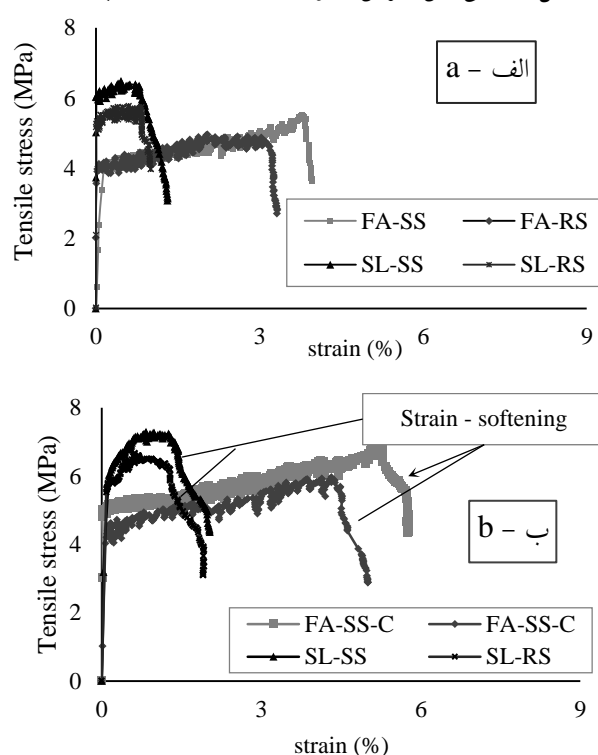 8
6
4
2
0
Tensile stress (MPa)
a - الف
FA-SS
FA-RS
SL-SS
SL-RS
0
3
6
9
strain (%)
8
6
4
2
0
Tensile stress (MPa)
Strain - softening
b - ب
FA-SS-C
FA-SS-C
SL-SS
SL-RS
0
3
6
9
strain (%)